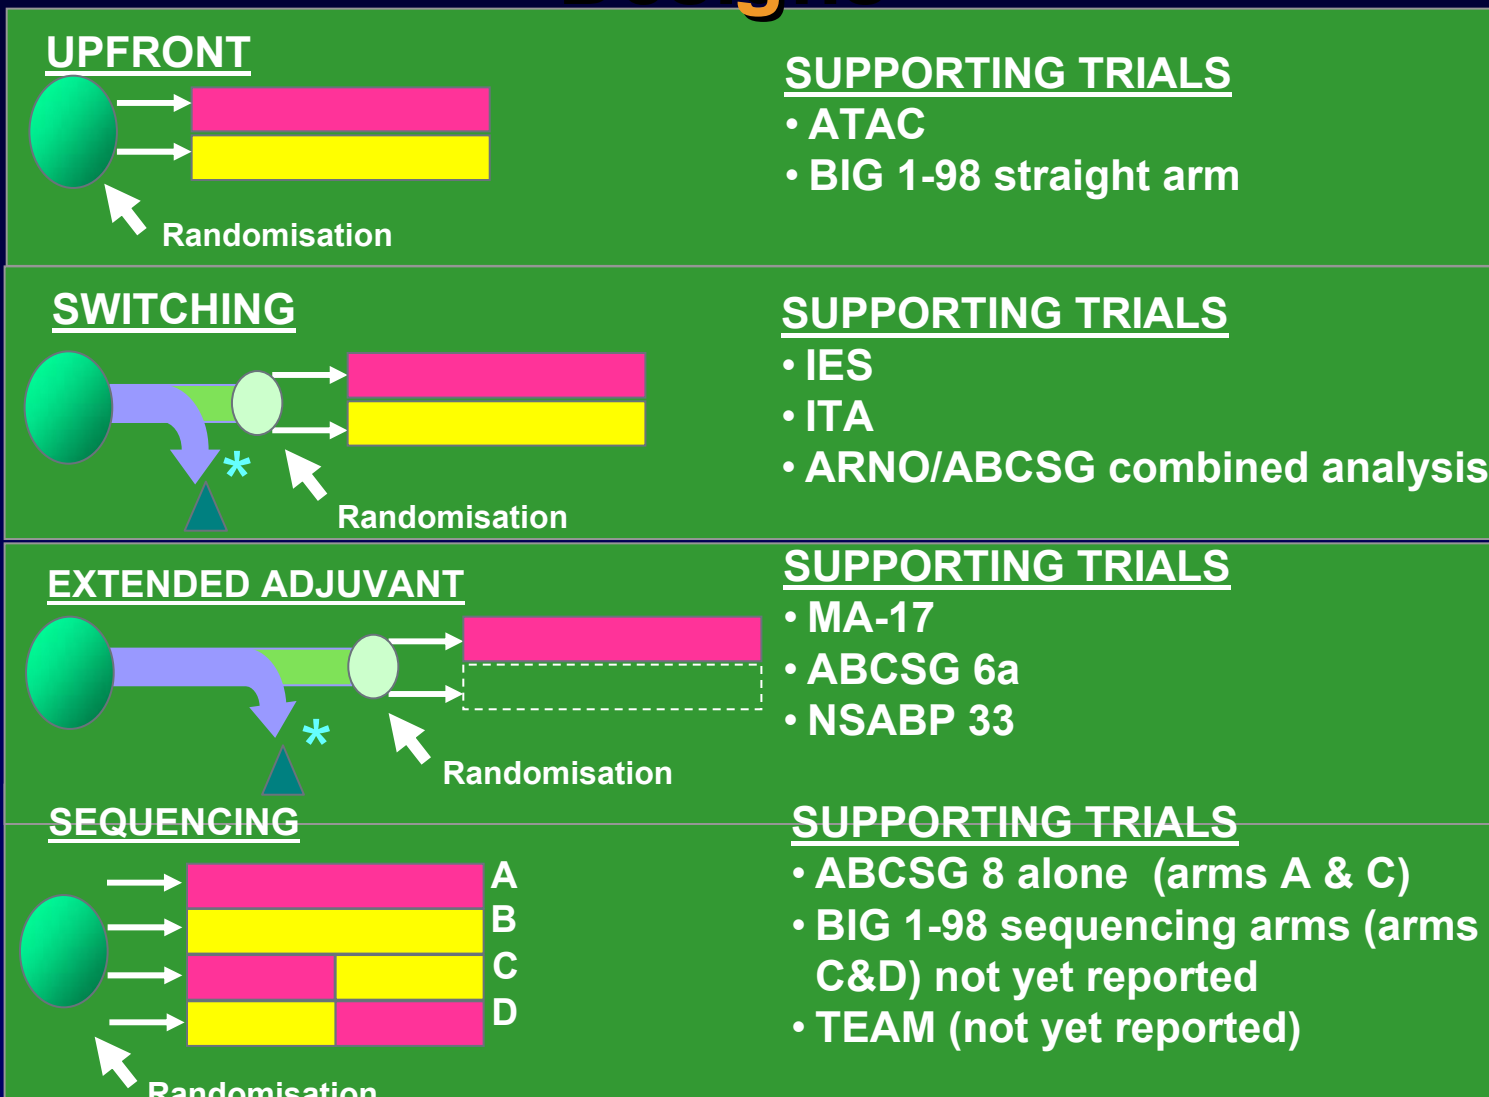 UPFRONT
Randomisation
SUPPORTING TRIALS
• ATAC
• BIG 1-98 straight arm
SWITCHING
*
Randomisation
SUPPORTING TRIALS
• IES
• ITA
• ARNO/ABCSG combined analysis
EXTENDED ADJUVANT
*
Randomisation
SUPPORTING TRIALS
• MA-17
• ABCSG 6a
• NSABP 33
SEQUENCING
A
B
C
D
Randomisation
SUPPORTING TRIALS
• ABCSG 8 alone (arms A & C)
• BIG 1-98 sequencing arms (arms
C&D) not yet reported
• TEAM (not yet reported)